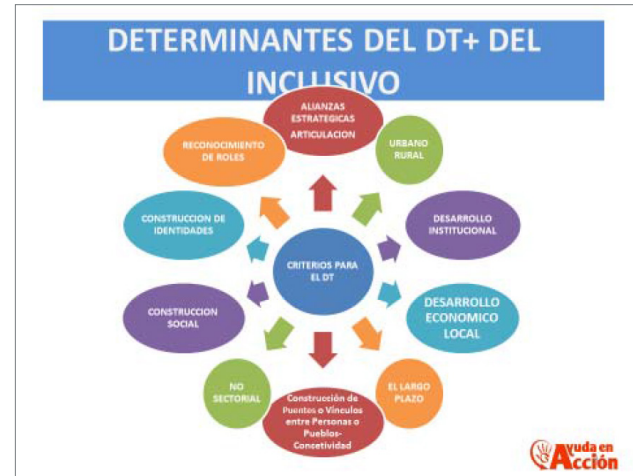 DETERMINANTES DEL DT+ DEL
INCLUSIVO
ALIANZAS
ESTRATEGICAS
ARTICULACION
URBANO
RURAL
DESARROLLO
INSTITUCIONAL
DESARROLLO
ECONOMICO
LOCAL
EL LARGO
PLAZO
Construcción de
Puentes o Vínculos
entre Personas o
Pueblos-
Concetividad
NO
SECTORIAL
CONSTRUCCION
SOCIAL
CONSTRUCCION DE
IDENTIDADES
RECONOCIMIENTO
DE ROLES
CRITERIOS PARA
EL DT
Ayuda en
Acción